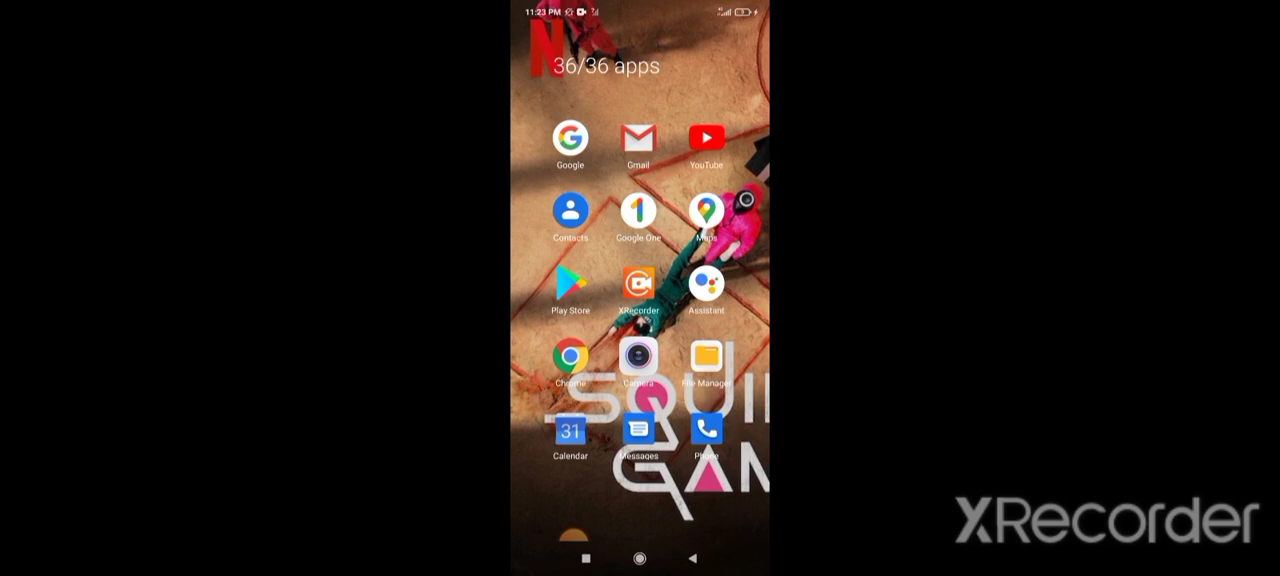 11:23 PM
N
36/36 apps
Google Gmail YouTube
Contacts Google One Maps
Play Store XRecorder Assistant
Chrome Camera File Manager
SQUI
31
Calendar Messages Phone
GAM
XRecorder